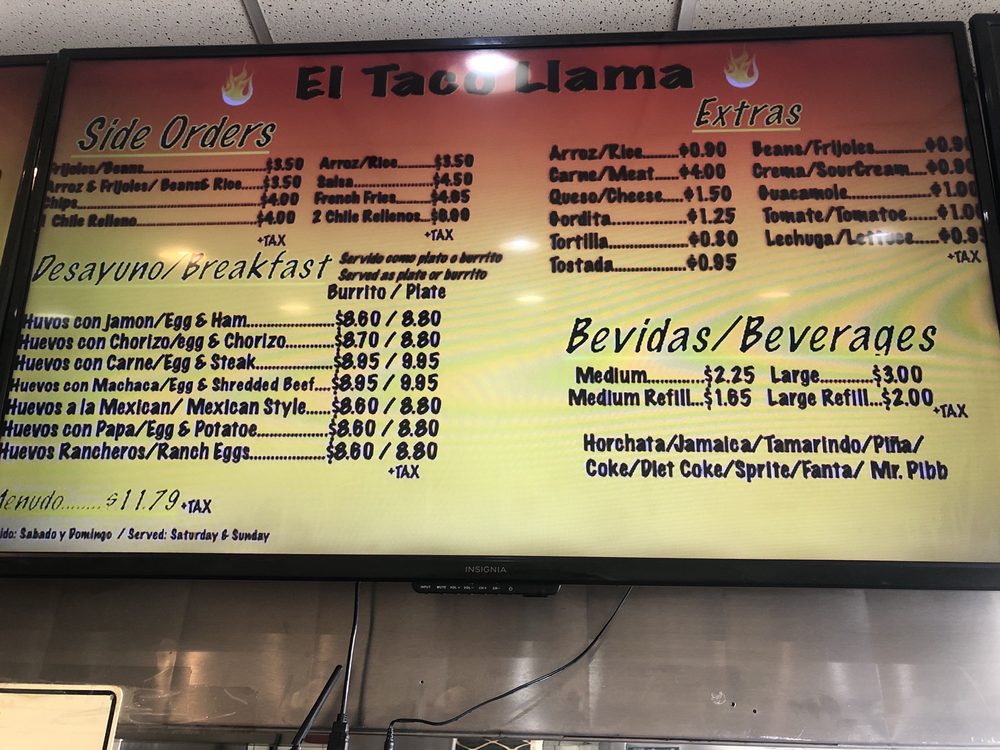 El Taco Llama
Side Orders
Frijoles/Beans......$3.50
Arroz & Frijoles/ Beans& Rice.....$3.50
Chips......$4.00
1 Chile Relleno......$4.00
+TAX
Arroz/Rice......$3.50
Salsa......$4.50
French Fries......
2 Chile Rellenos...
+TAX
Extras
Arroz/Rice......$0.90
Carne/Meat.....$4.00
Queso/Cheese....$1.50
Gordita......$1.25
Tortilla......$0.80
Tostada......$0.95
Beans/Frijoles......
Crema/SourCream....
Guacamole......
Tomate/Tomatoe....
Lechuga/Lettuce.....
+TAX
Desayuno/Breakfast
Servido como plato o burrito
Served as plate or burrito
Burrito / Plate
Huvos con Jamon/Egg & Ham......$8.60 / 8.80
Huevos con Chorizo/egg & Chorizo......$8.70 / 8.80
Huevos con Carne/Egg & Steak......$8.95 / 9.95
Huevos con Machaca/Egg & Shredded Beef....$8.95 / 9.95
Huevos a la Mexican/ Mexican Style.....$8.60 / 8.80
Huevos con Papa/Egg & Potatoe......$8.60 / 8.80
Huevos Rancheros/Ranch Eggs......$8.60 / 8.80
+TAX
Menudo........$11.79 +TAX
ido: Sabado y Domingo / Served: Saturday & Sunday
Bevidas/Beverages
Medium......$2.25 Large......$3.00
Medium Refill...$1.65 Large Refill...$2.00 +TAX
Horchata/Jamaica/Tamarindo/Piña/
Coke/Diet Coke/Sprite/Fanta/ Mr. Pibb
INSIGNIA
INPUT MUTE VOL+ VOL- CH+ CH-